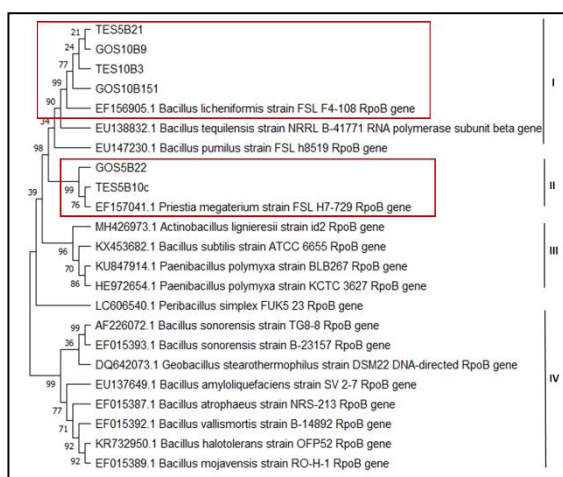 21
TES5B21
24
GOS10B9
77
TES10B3
99
GOS10B151
90
EF156905.1 Bacillus licheniformis strain FSL F4-108 RpoB gene
I
34
EU138832.1 Bacillus tequilensis strain NRRL B-41771 RNA polymerase subunit beta gene
98
EU147230.1 Bacillus pumilus strain FSL h8519 RpoB gene
GOS5B22
99
TES5B10c
II
76
EF157041.1 Priestia megaterium strain FSL H7-729 RpoB gene
39
MH426973.1 Actinobacillus lignieresii strain id2 RpoB gene
96
KX453682.1 Bacillus subtilis strain ATCC 6655 RpoB gene
III
70
KU847914.1 Paenibacillus polymyxa strain BLB267 RpoB gene
86
HE972654.1 Paenibacillus polymyxa strain KCTC 3627 RpoB gene
LC606540.1 Peribacillus simplex FUK5 23 RpoB gene
99
AF226072.1 Bacillus sonorensis strain TG8-8 RpoB gene
36
EF015393.1 Bacillus sonorensis strain B-23157 RpoB gene
DQ642073.1 Geobacillus stearothermophilus strain DSM22 DNA-directed RpoB gene
99
EU137649.1 Bacillus amyloliquefaciens strain SV 2-7 RpoB gene
IV
77
EF015387.1 Bacillus atrophaeus strain NRS-213 RpoB gene
71
EF015392.1 Bacillus vallismortis strain B-14892 RpoB gene
92
KR732950.1 Bacillus halotolerans strain OFP52 RpoB gene
92
EF015389.1 Bacillus mojavensis strain RO-H-1 RpoB gene